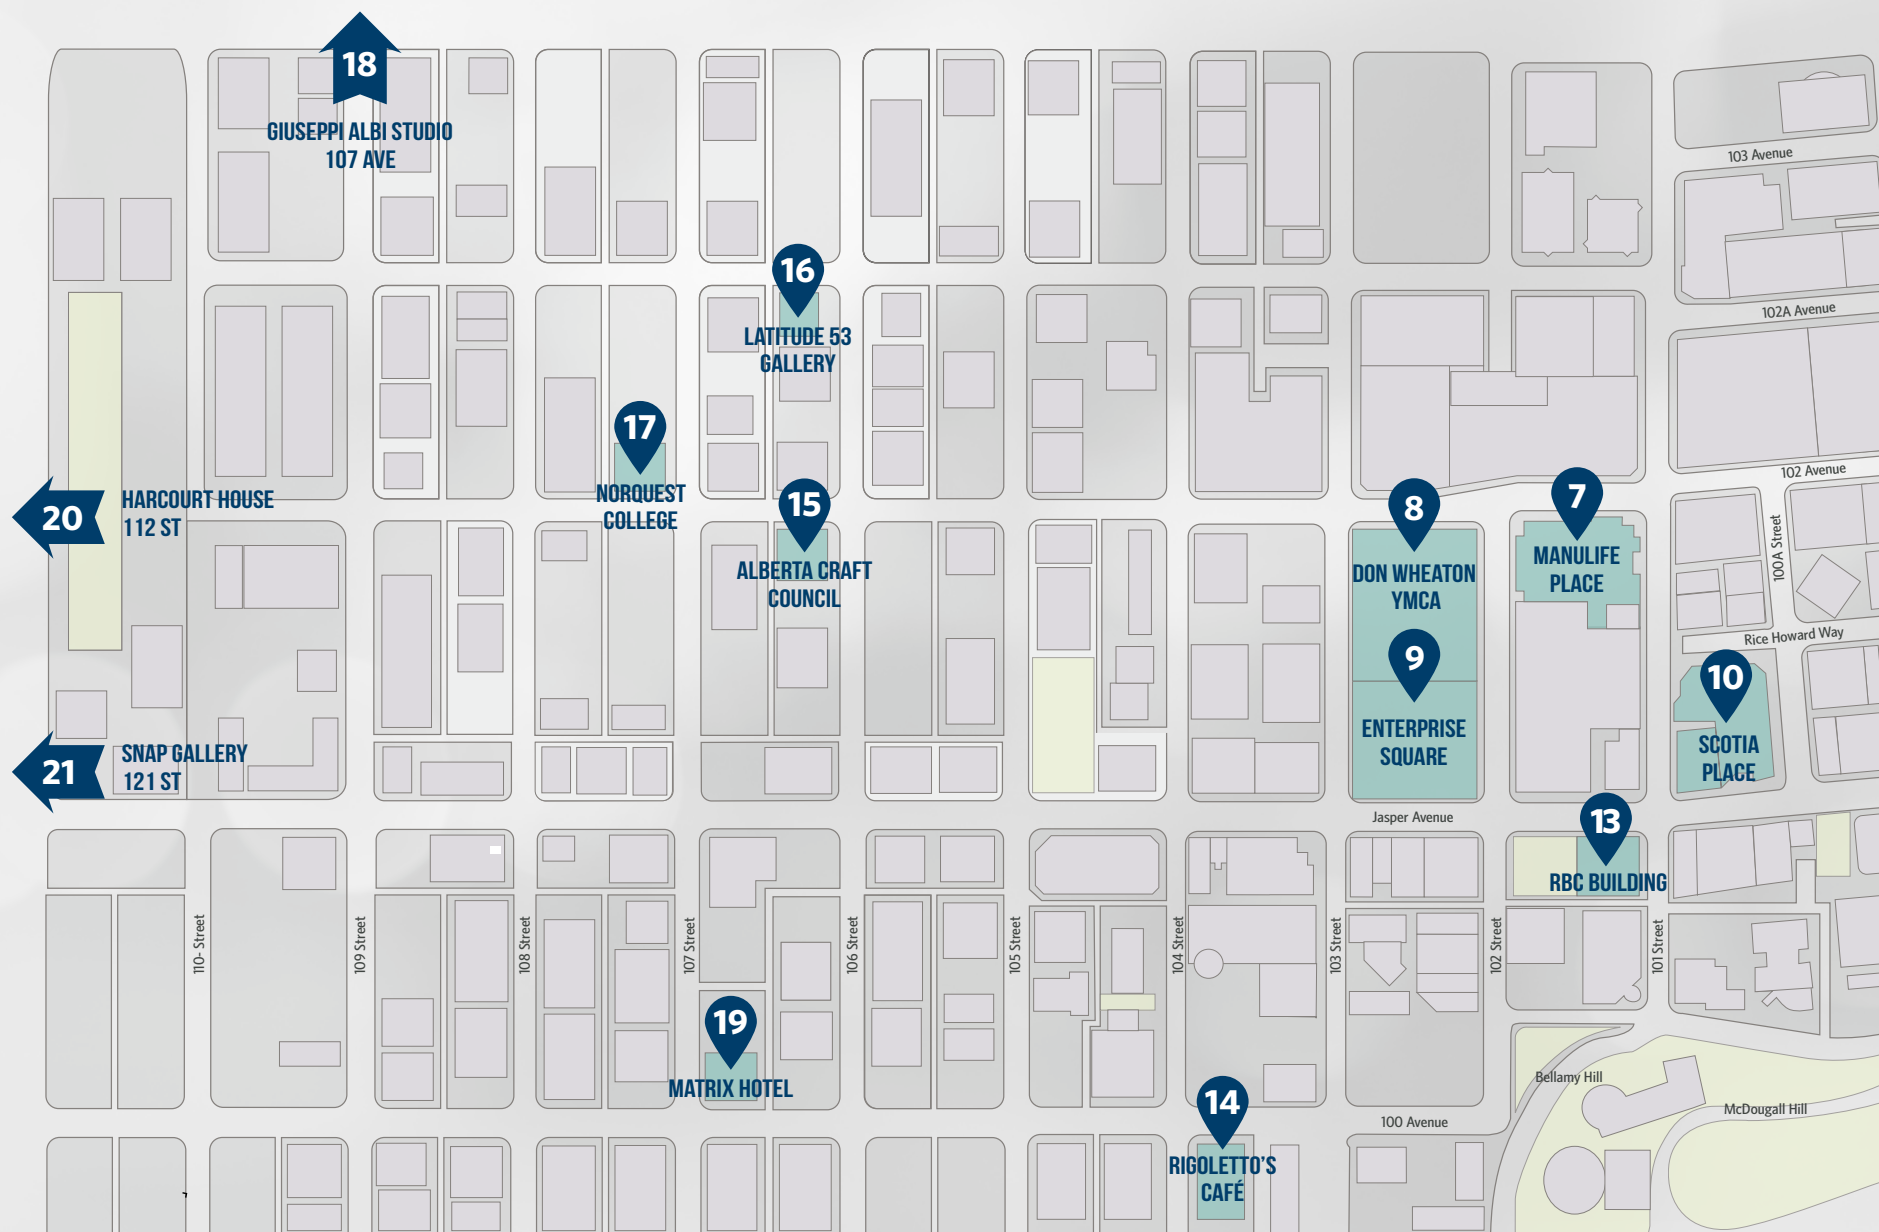 18
GIUSEPPI ALBI STUDIO
107 AVE
103 Avenue
16
LATITUDE 53
GALLERY
102A Avenue
17
NORQUEST
COLLEGE
102 Avenue
20
HARCOURT HOUSE
112 ST
15
ALBERTA CRAFT
COUNCIL
8
DON WHEATON
YMCA
7
MANULIFE
PLACE
100A Street
Rice Howard Way
9
ENTERPRISE
SQUARE
10
SCOTIA
PLACE
21
SNAP GALLERY
121 ST
Jasper Avenue
13
RBC BUILDING
110- Street
109 Street
108 Street
107 Street
106 Street
105 Street
104 Street
103 Street
102 Street
101 Street
19
MATRIX HOTEL
Bellamy Hill
McDougall Hill
100 Avenue
14
RIGOLETTO'S
CAFÉ